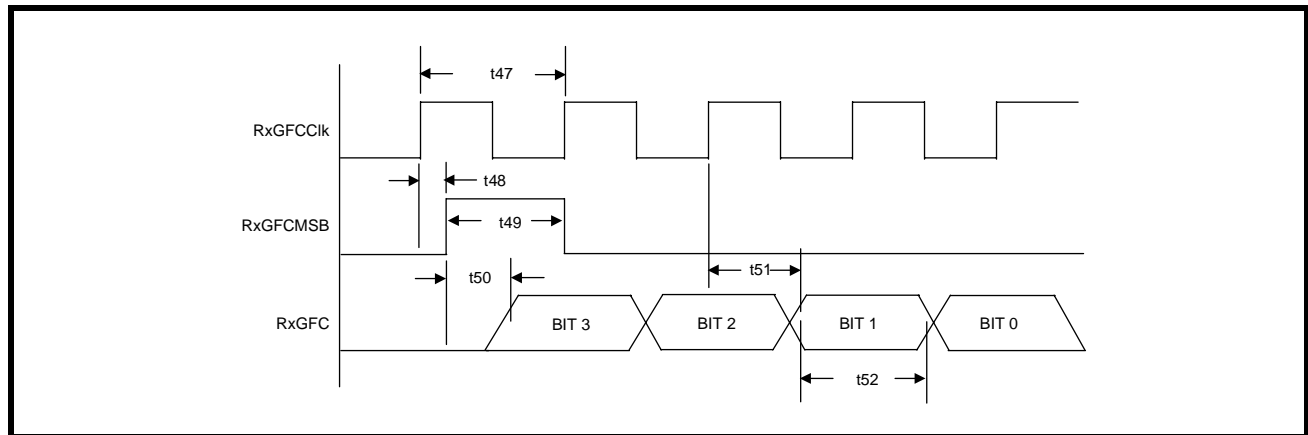 t47
RxGFCClk
t48
RxGFCMSB
t49
t50
t51
RxGFC
BIT 3
BIT 2
BIT 1
BIT 0
t52